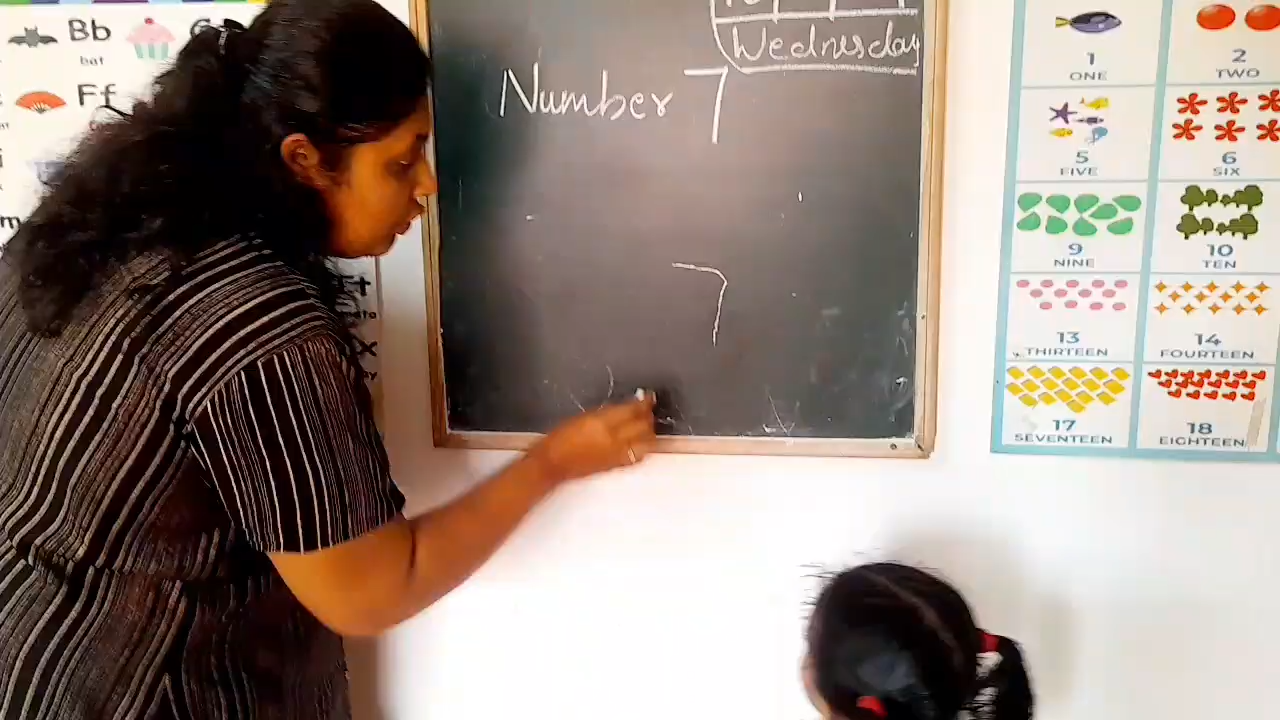 Bb
bat
Ff
Wednesday
Number 7
7
1
ONE
2
TWO
5
FIVE
6
SIX
9
NINE
10
TEN
13
THIRTEEN
14
FOURTEEN
17
SEVENTEEN
18
EIGHTEEN